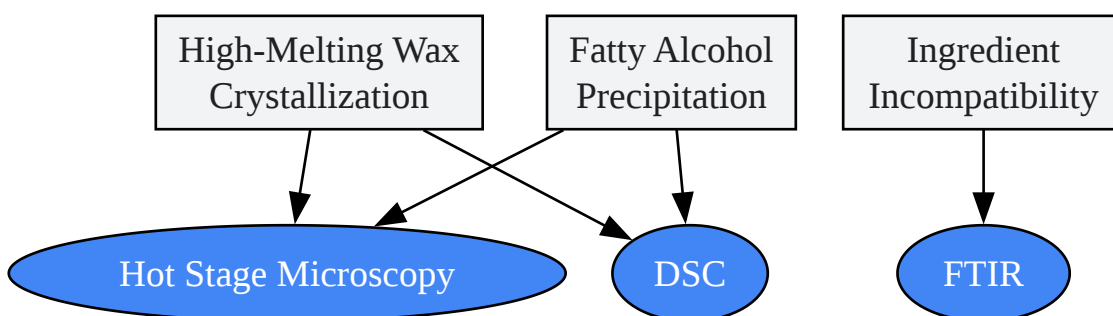 High-Melting Wax
Crystallization
Fatty Alcohol
Precipitation
Ingredient
Incompatibility
Hot Stage Microscopy
DSC
FTIR